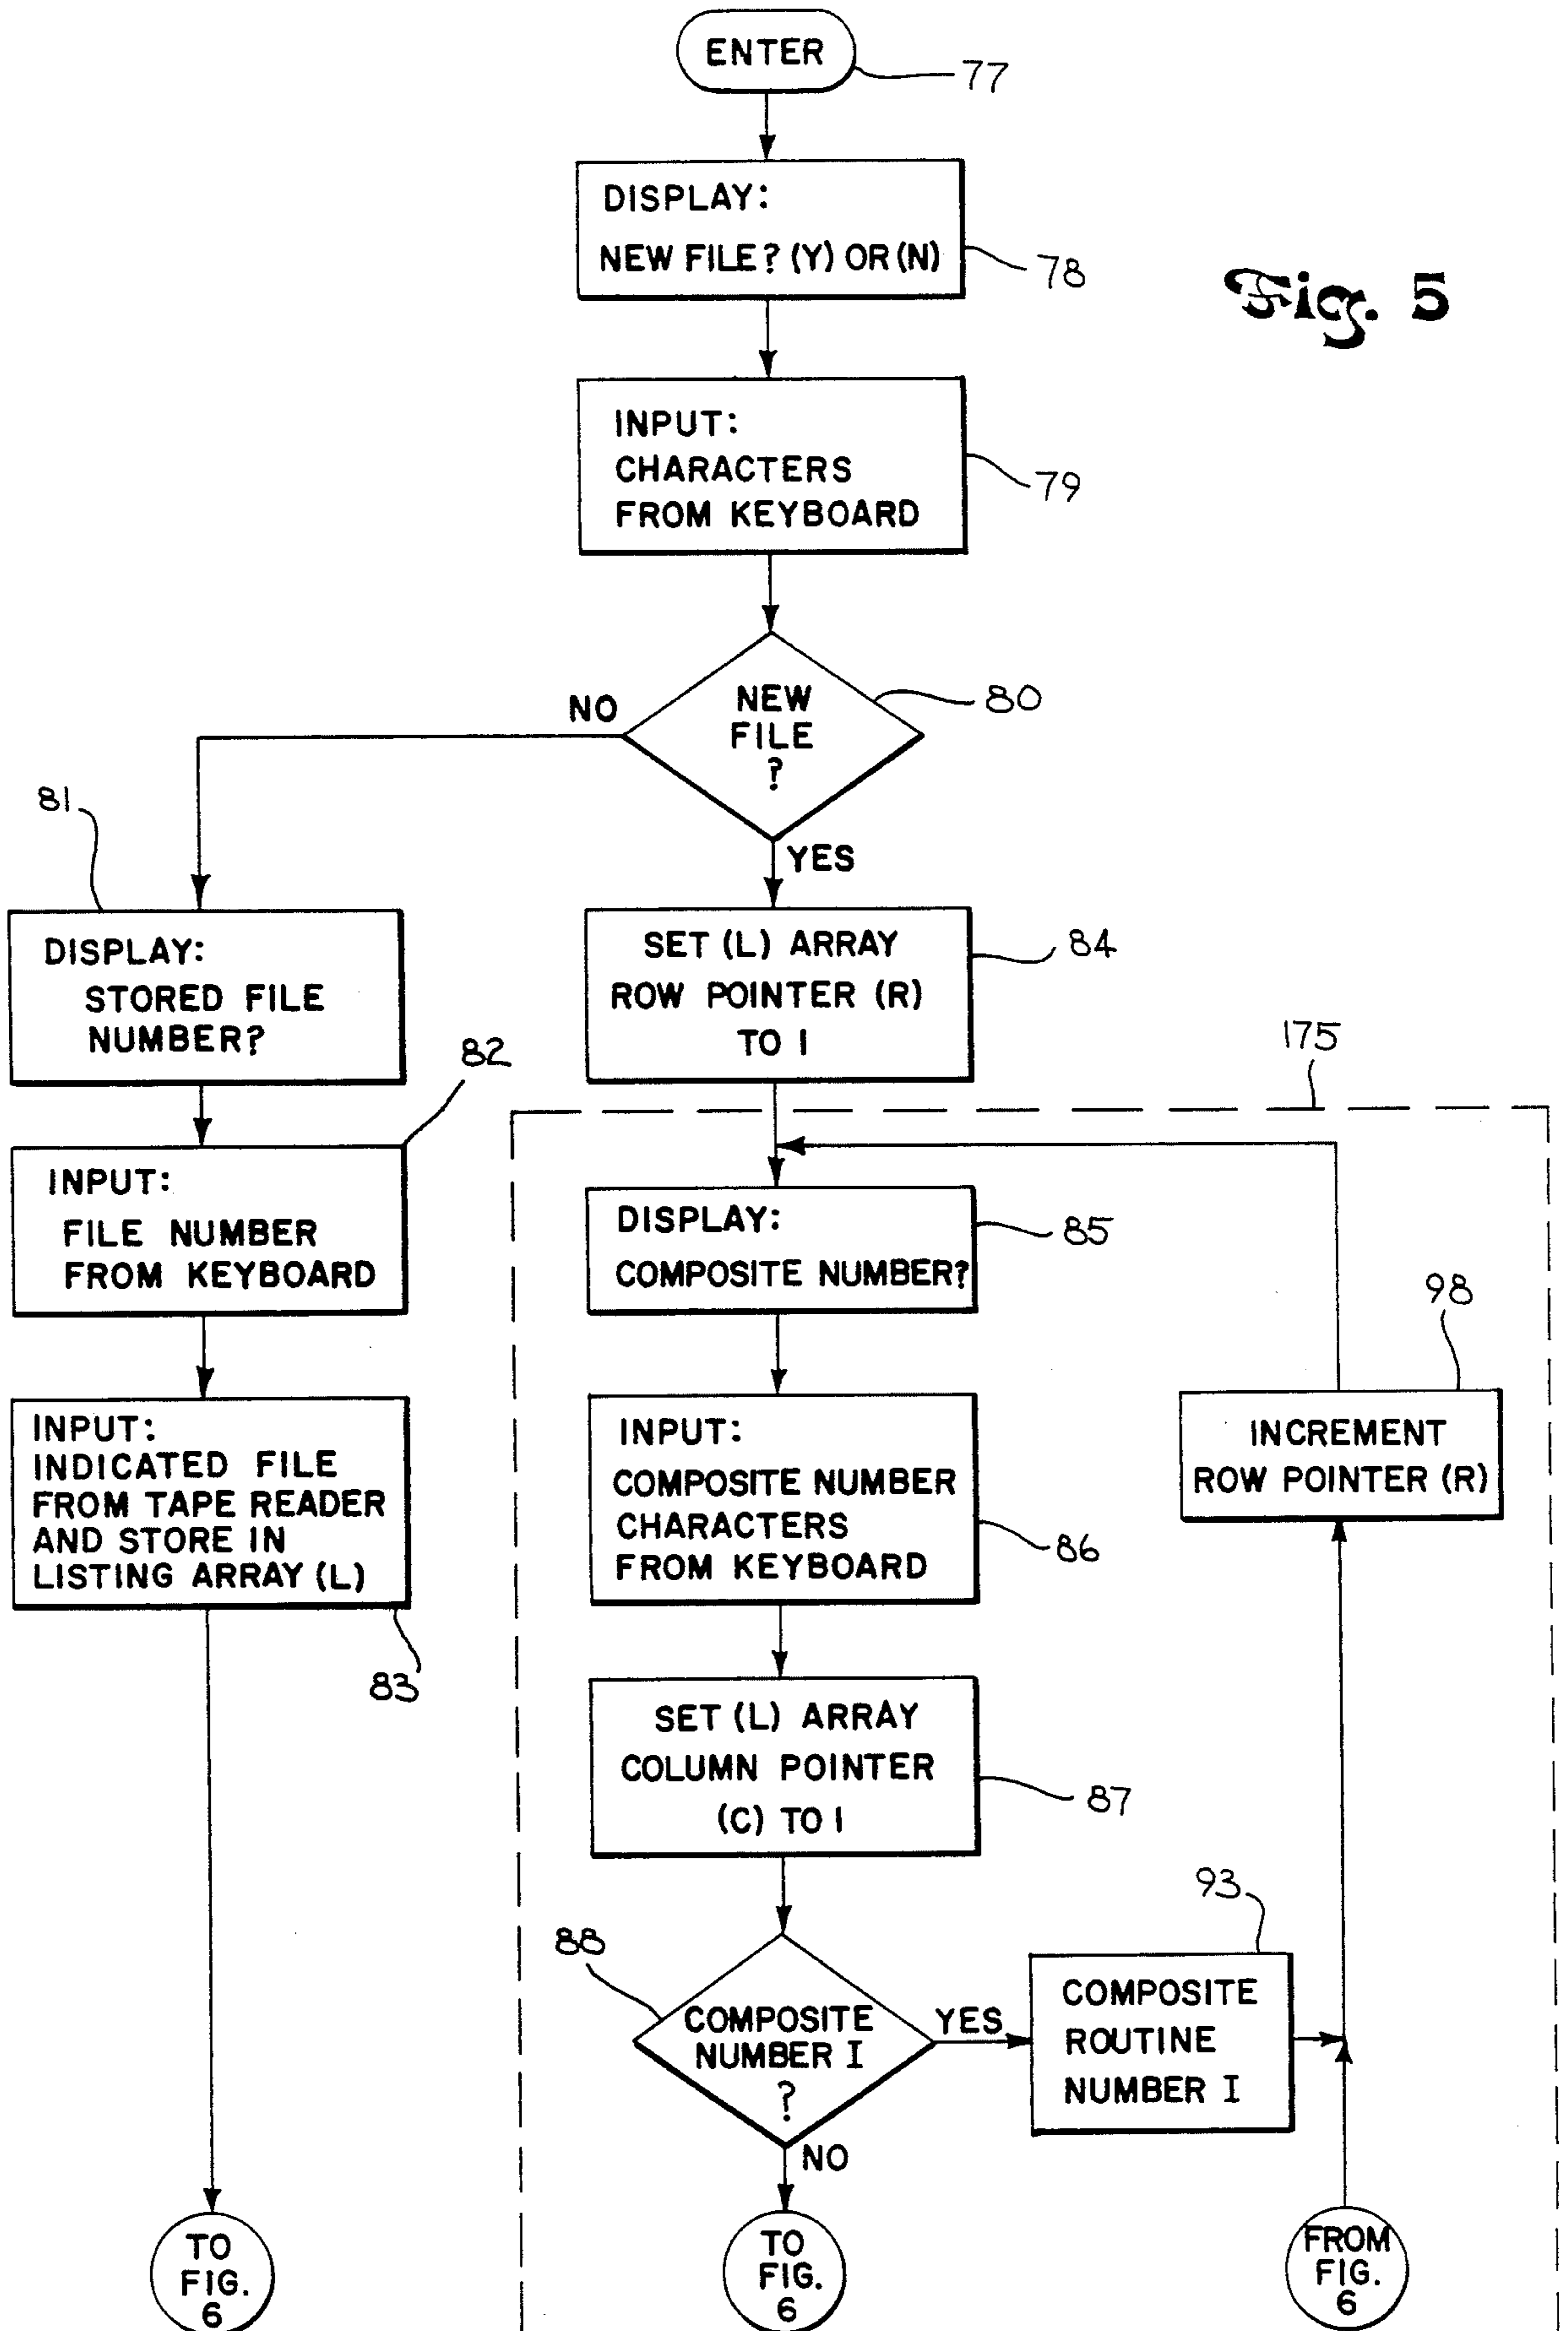 ENTER
77
DISPLAY:
NEW FILE? (Y) OR (N)
78
Fig. 5
INPUT:
CHARACTERS
FROM KEYBOARD
79
NEW
FILE
?
80
NO
YES
81
DISPLAY:
STORED FILE
NUMBER?
SET (L) ARRAY
ROW POINTER (R)
TO 1
84
82
INPUT:
FILE NUMBER
FROM KEYBOARD
175
DISPLAY:
COMPOSITE NUMBER?
85
INPUT:
INDICATED FILE
FROM TAPE READER
AND STORE IN
LISTING ARRAY (L)
83
INPUT:
COMPOSITE NUMBER
CHARACTERS
FROM KEYBOARD
86
98
INCREMENT
ROW POINTER (R)
SET (L) ARRAY
COLUMN POINTER
(C) TO 1
87
88
COMPOSITE
NUMBER I
?
YES
NO
93
COMPOSITE
ROUTINE
NUMBER I
TO
FIG.
6
TO
FIG.
6
FROM
FIG.
6